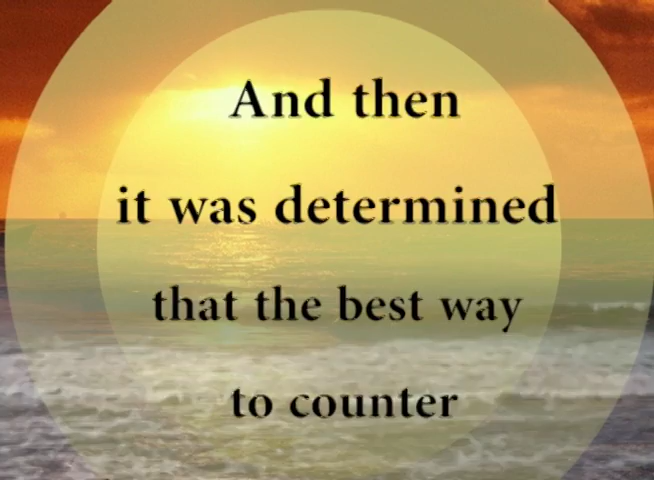 And then
it was determined
that the best way
to counter